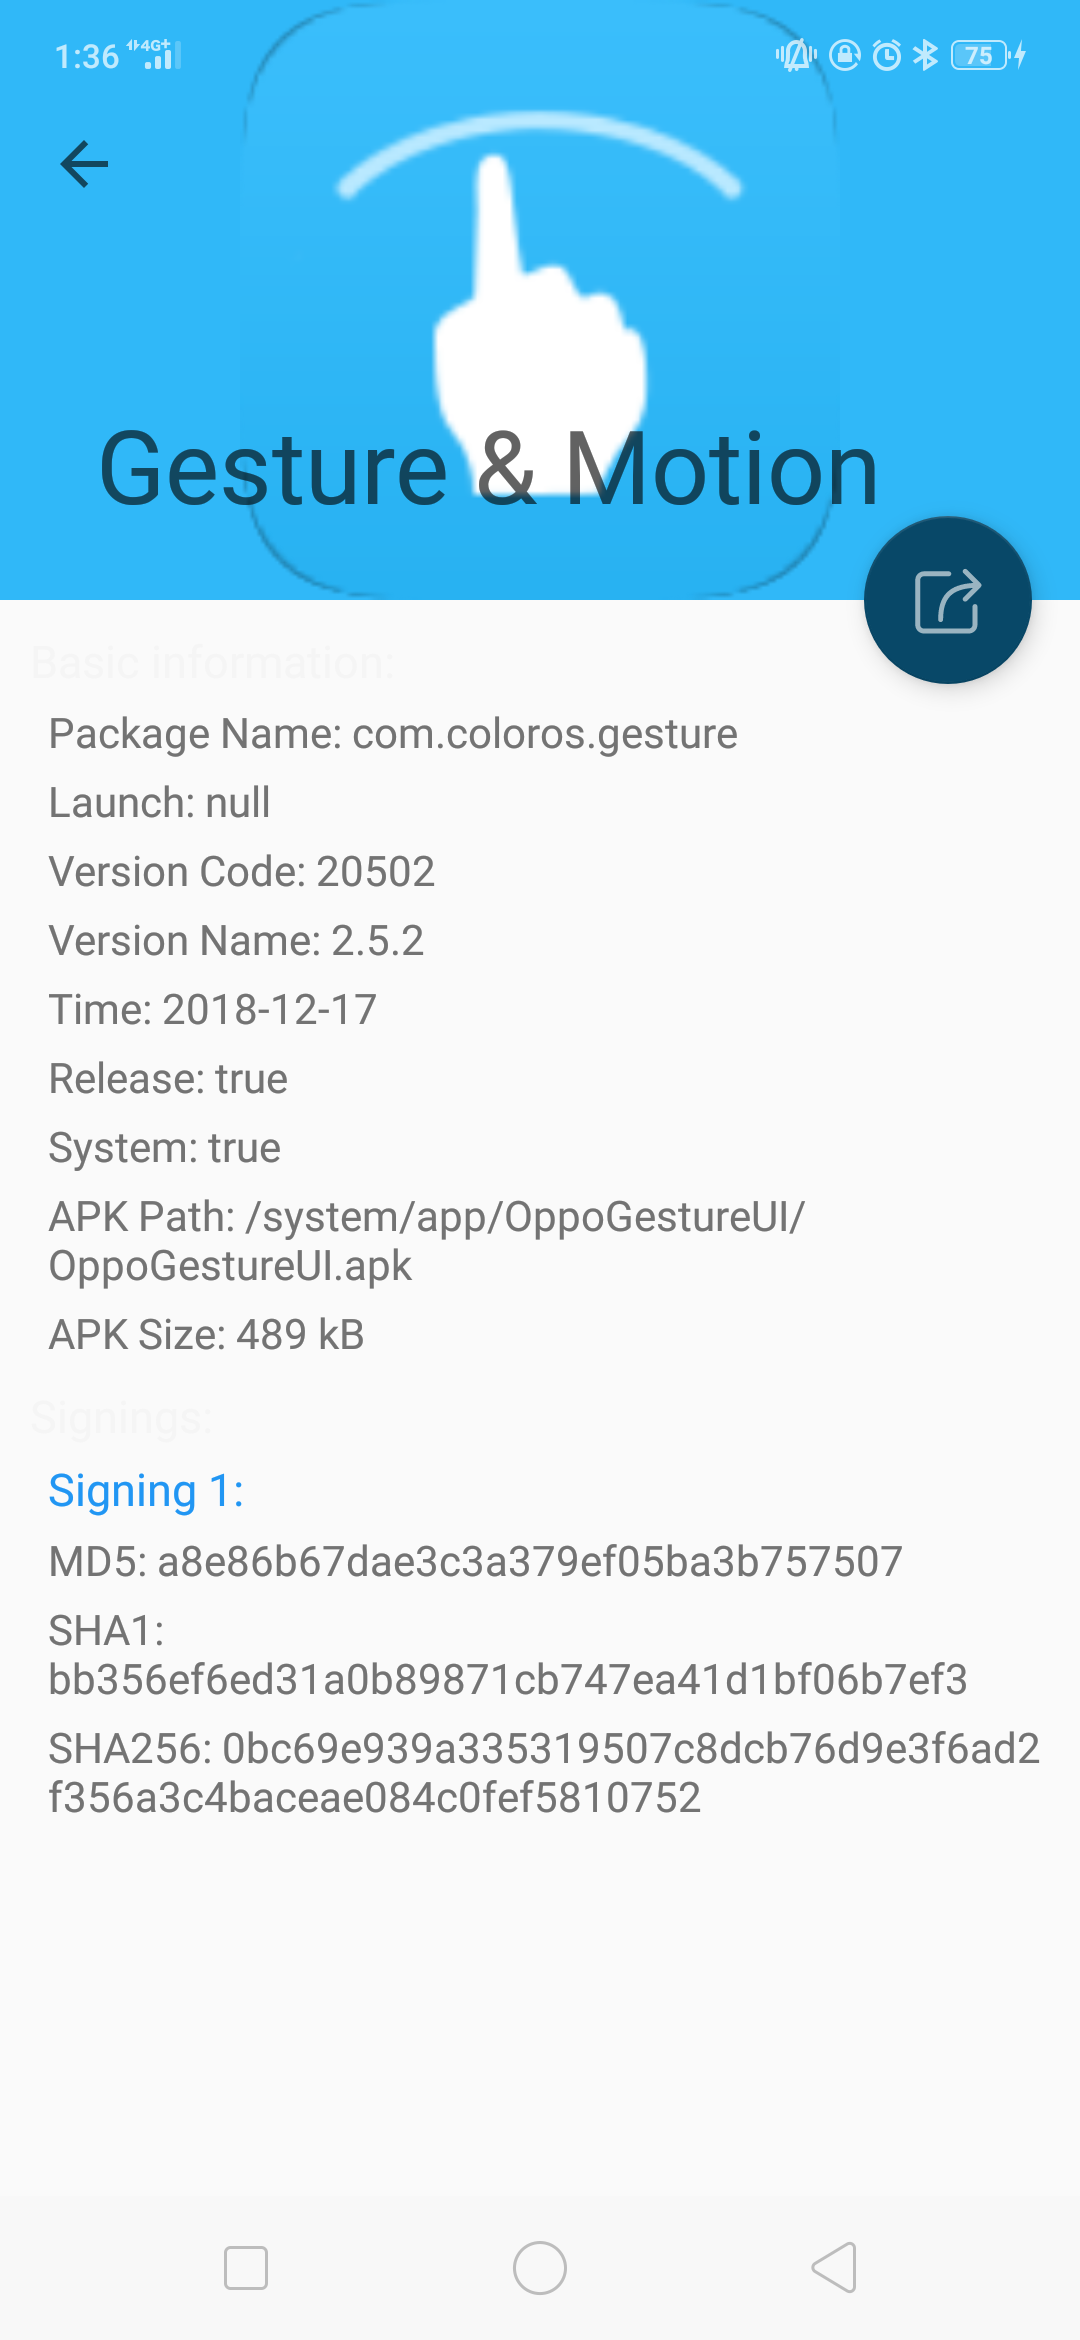 1:36 4G+ 75
Gesture & Motion
Basic information:
Package Name: com.coloros.gesture
Launch: null
Version Code: 20502
Version Name: 2.5.2
Time: 2018-12-17
Release: true
System: true
APK Path: /system/app/OppoGestureUI/
OppoGestureUI.apk
APK Size: 489 kB
Signings:
Signing 1:
MD5: a8e86b67dae3c3a379ef05ba3b757507
SHA1:
bb356ef6ed31a0b89871cb747ea41d1bf06b7ef3
SHA256: 0bc69e939a335319507c8dcb76d9e3f6ad2
f356a3c4baceae084c0fef5810752